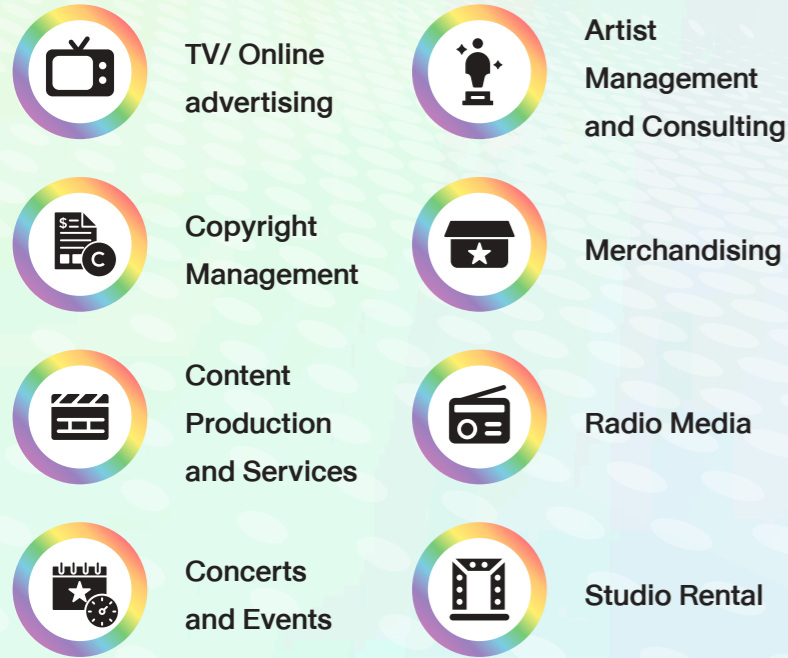 TV/ Online
advertising
Artist
Management
and Consulting
$=
C
Copyright
Management
Merchandising
Content
Production
and Services
Radio Media
Concerts
and Events
Studio Rental